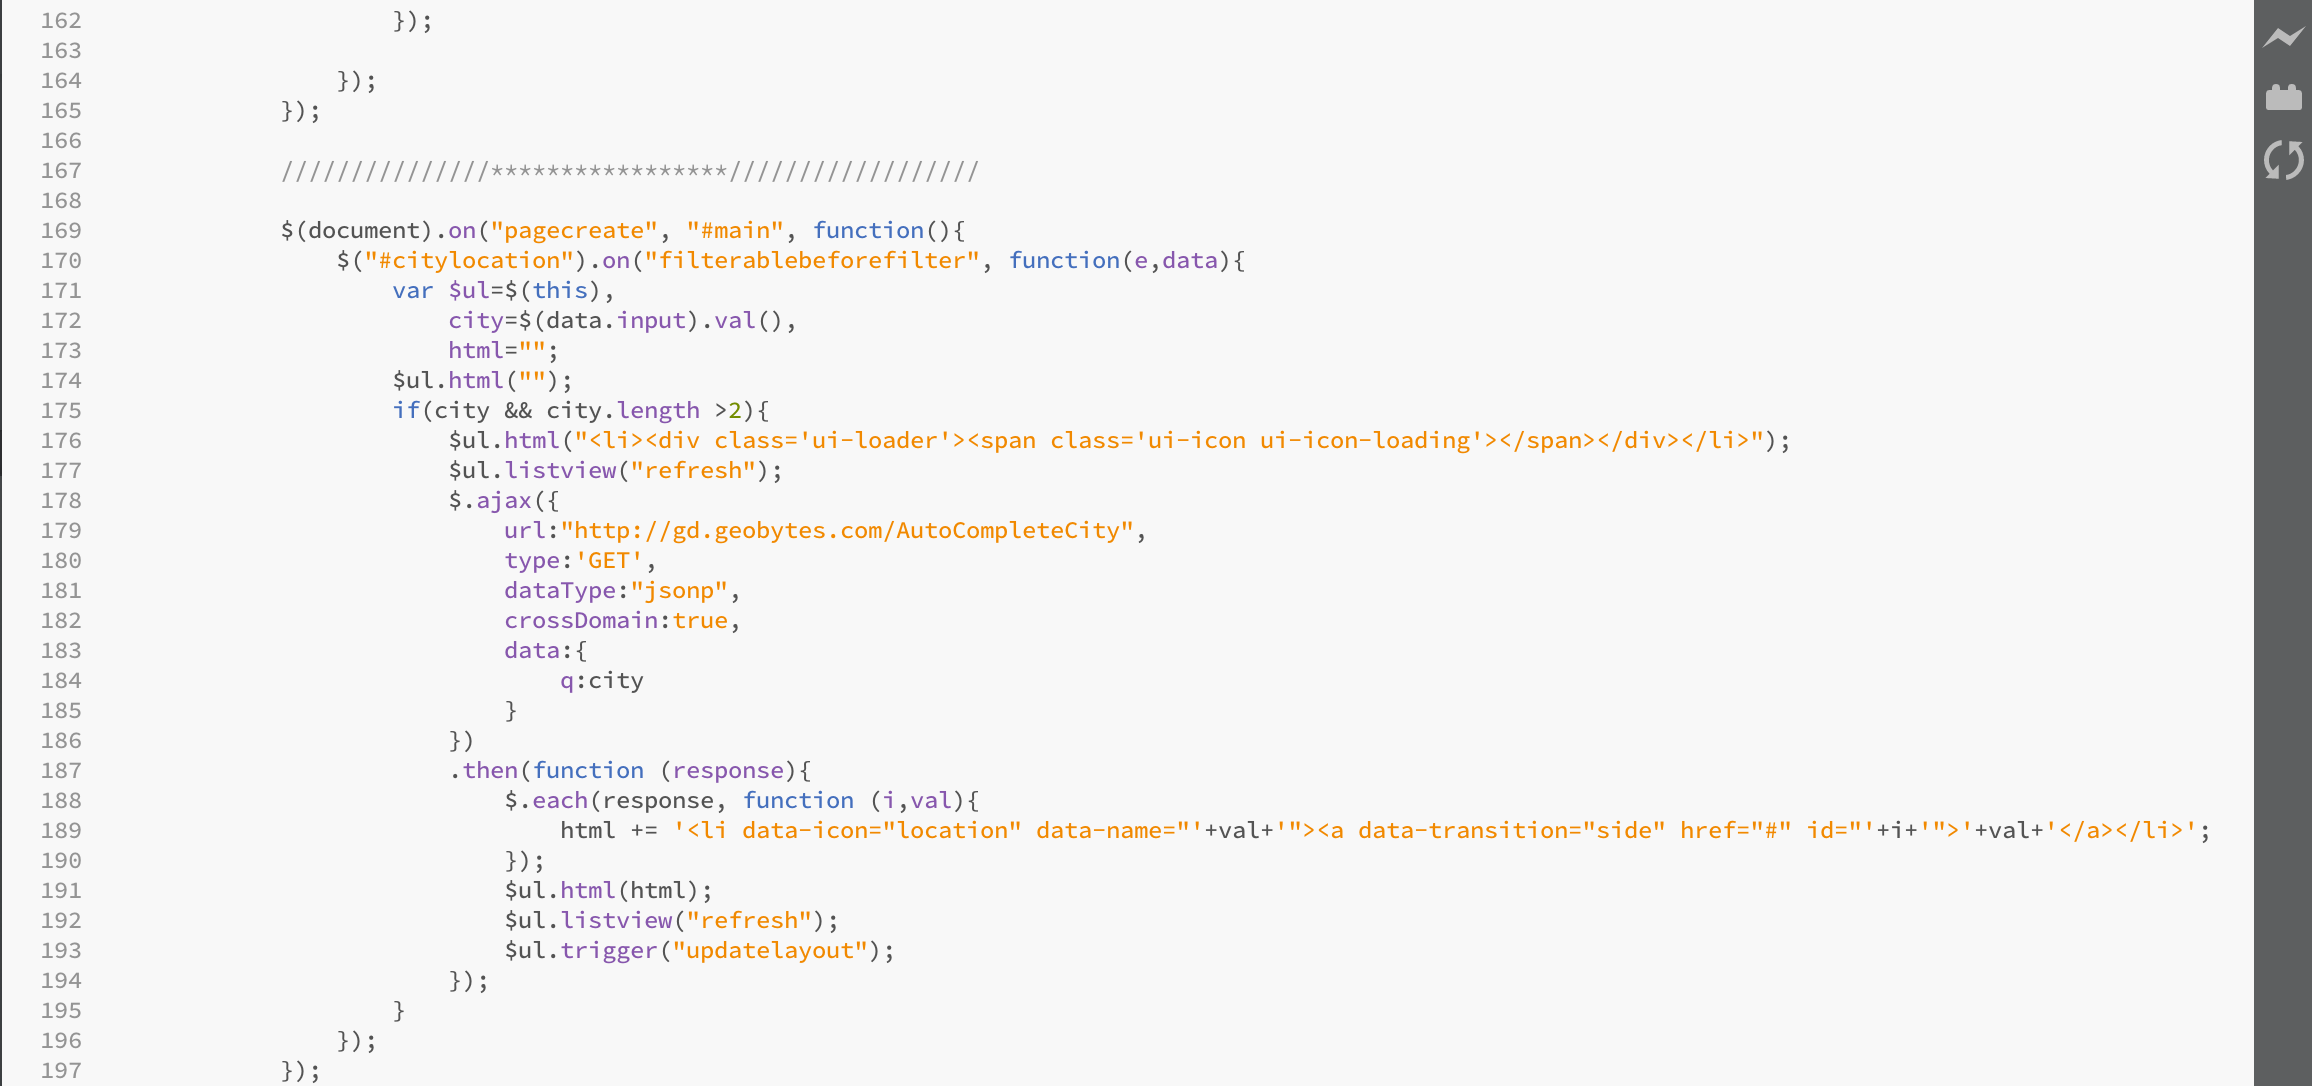 162                      });
163
164                  });
165              });
166
167              ///////////////*****************//////////////////
168
169              $(document).on("pagecreate", "#main", function(){
170                  $("#citylocation").on("filterablebeforefilter", function(e,data){
171                      var $ul=$(this),
172                          city=$(data.input).val(),
173                          html="";
174                      $ul.html("");
175                      if(city && city.length >2){
176                          $ul.html("<li><div class='ui-loader'><span class='ui-icon ui-icon-loading'></span></div></li>");
177                          $ul.listview("refresh");
178                          $.ajax({
179                              url:"http://gd.geobytes.com/AutoCompleteCity",
180                              type:'GET',
181                              dataType:"jsonp",
182                              crossDomain:true,
183                              data:{
184                                  q:city
185                              }
186                          })
187                          .then(function (response){
188                              $.each(response, function (i,val){
189                                  html += '<li data-icon="location" data-name="'+val+'"><a data-transition="side" href="#" id="'+i+'">'+val+'</a></li>';
190                              });
191                              $ul.html(html);
192                              $ul.listview("refresh");
193                              $ul.trigger("updatelayout");
194                          });
195                      }
196                  });
197              });